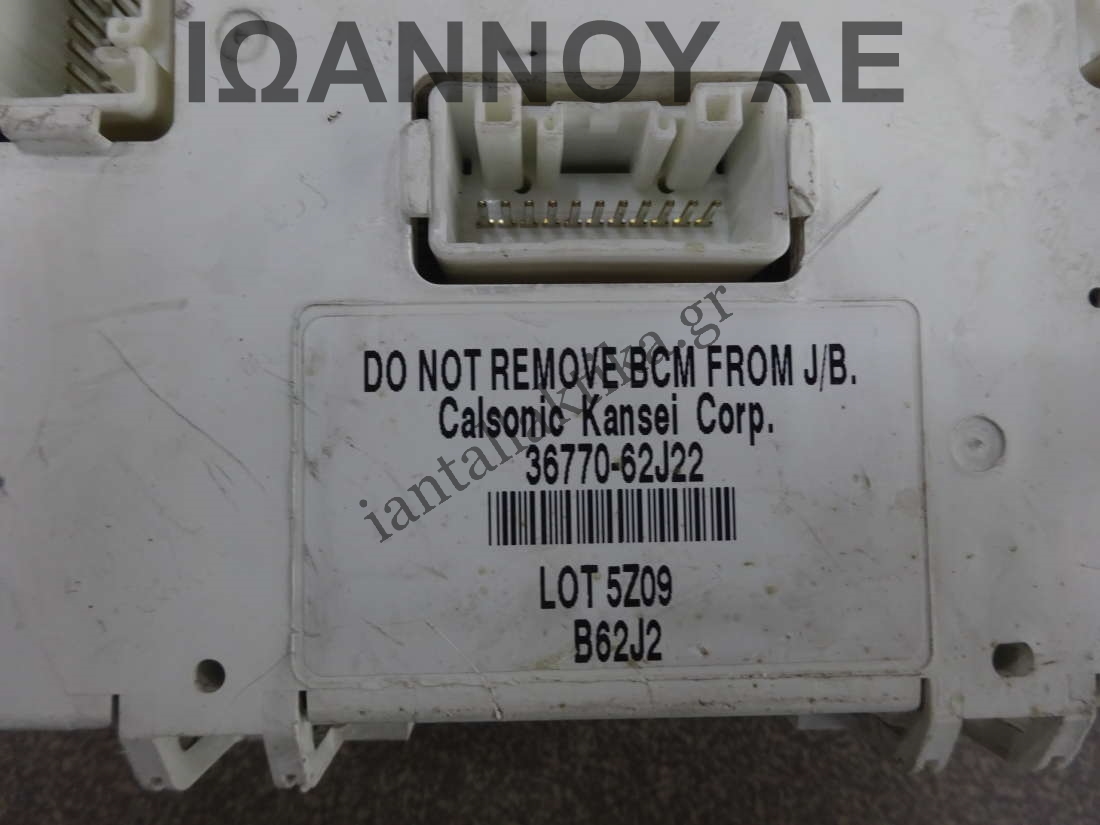 ΙΩΑΝΝΟΥ ΑΕ
iantallaktika.gr
DO NOT REMOVE BCM FROM J/B.
Calsonic Kansei Corp.
36770-62J22
LOT 5Z09
B62J2